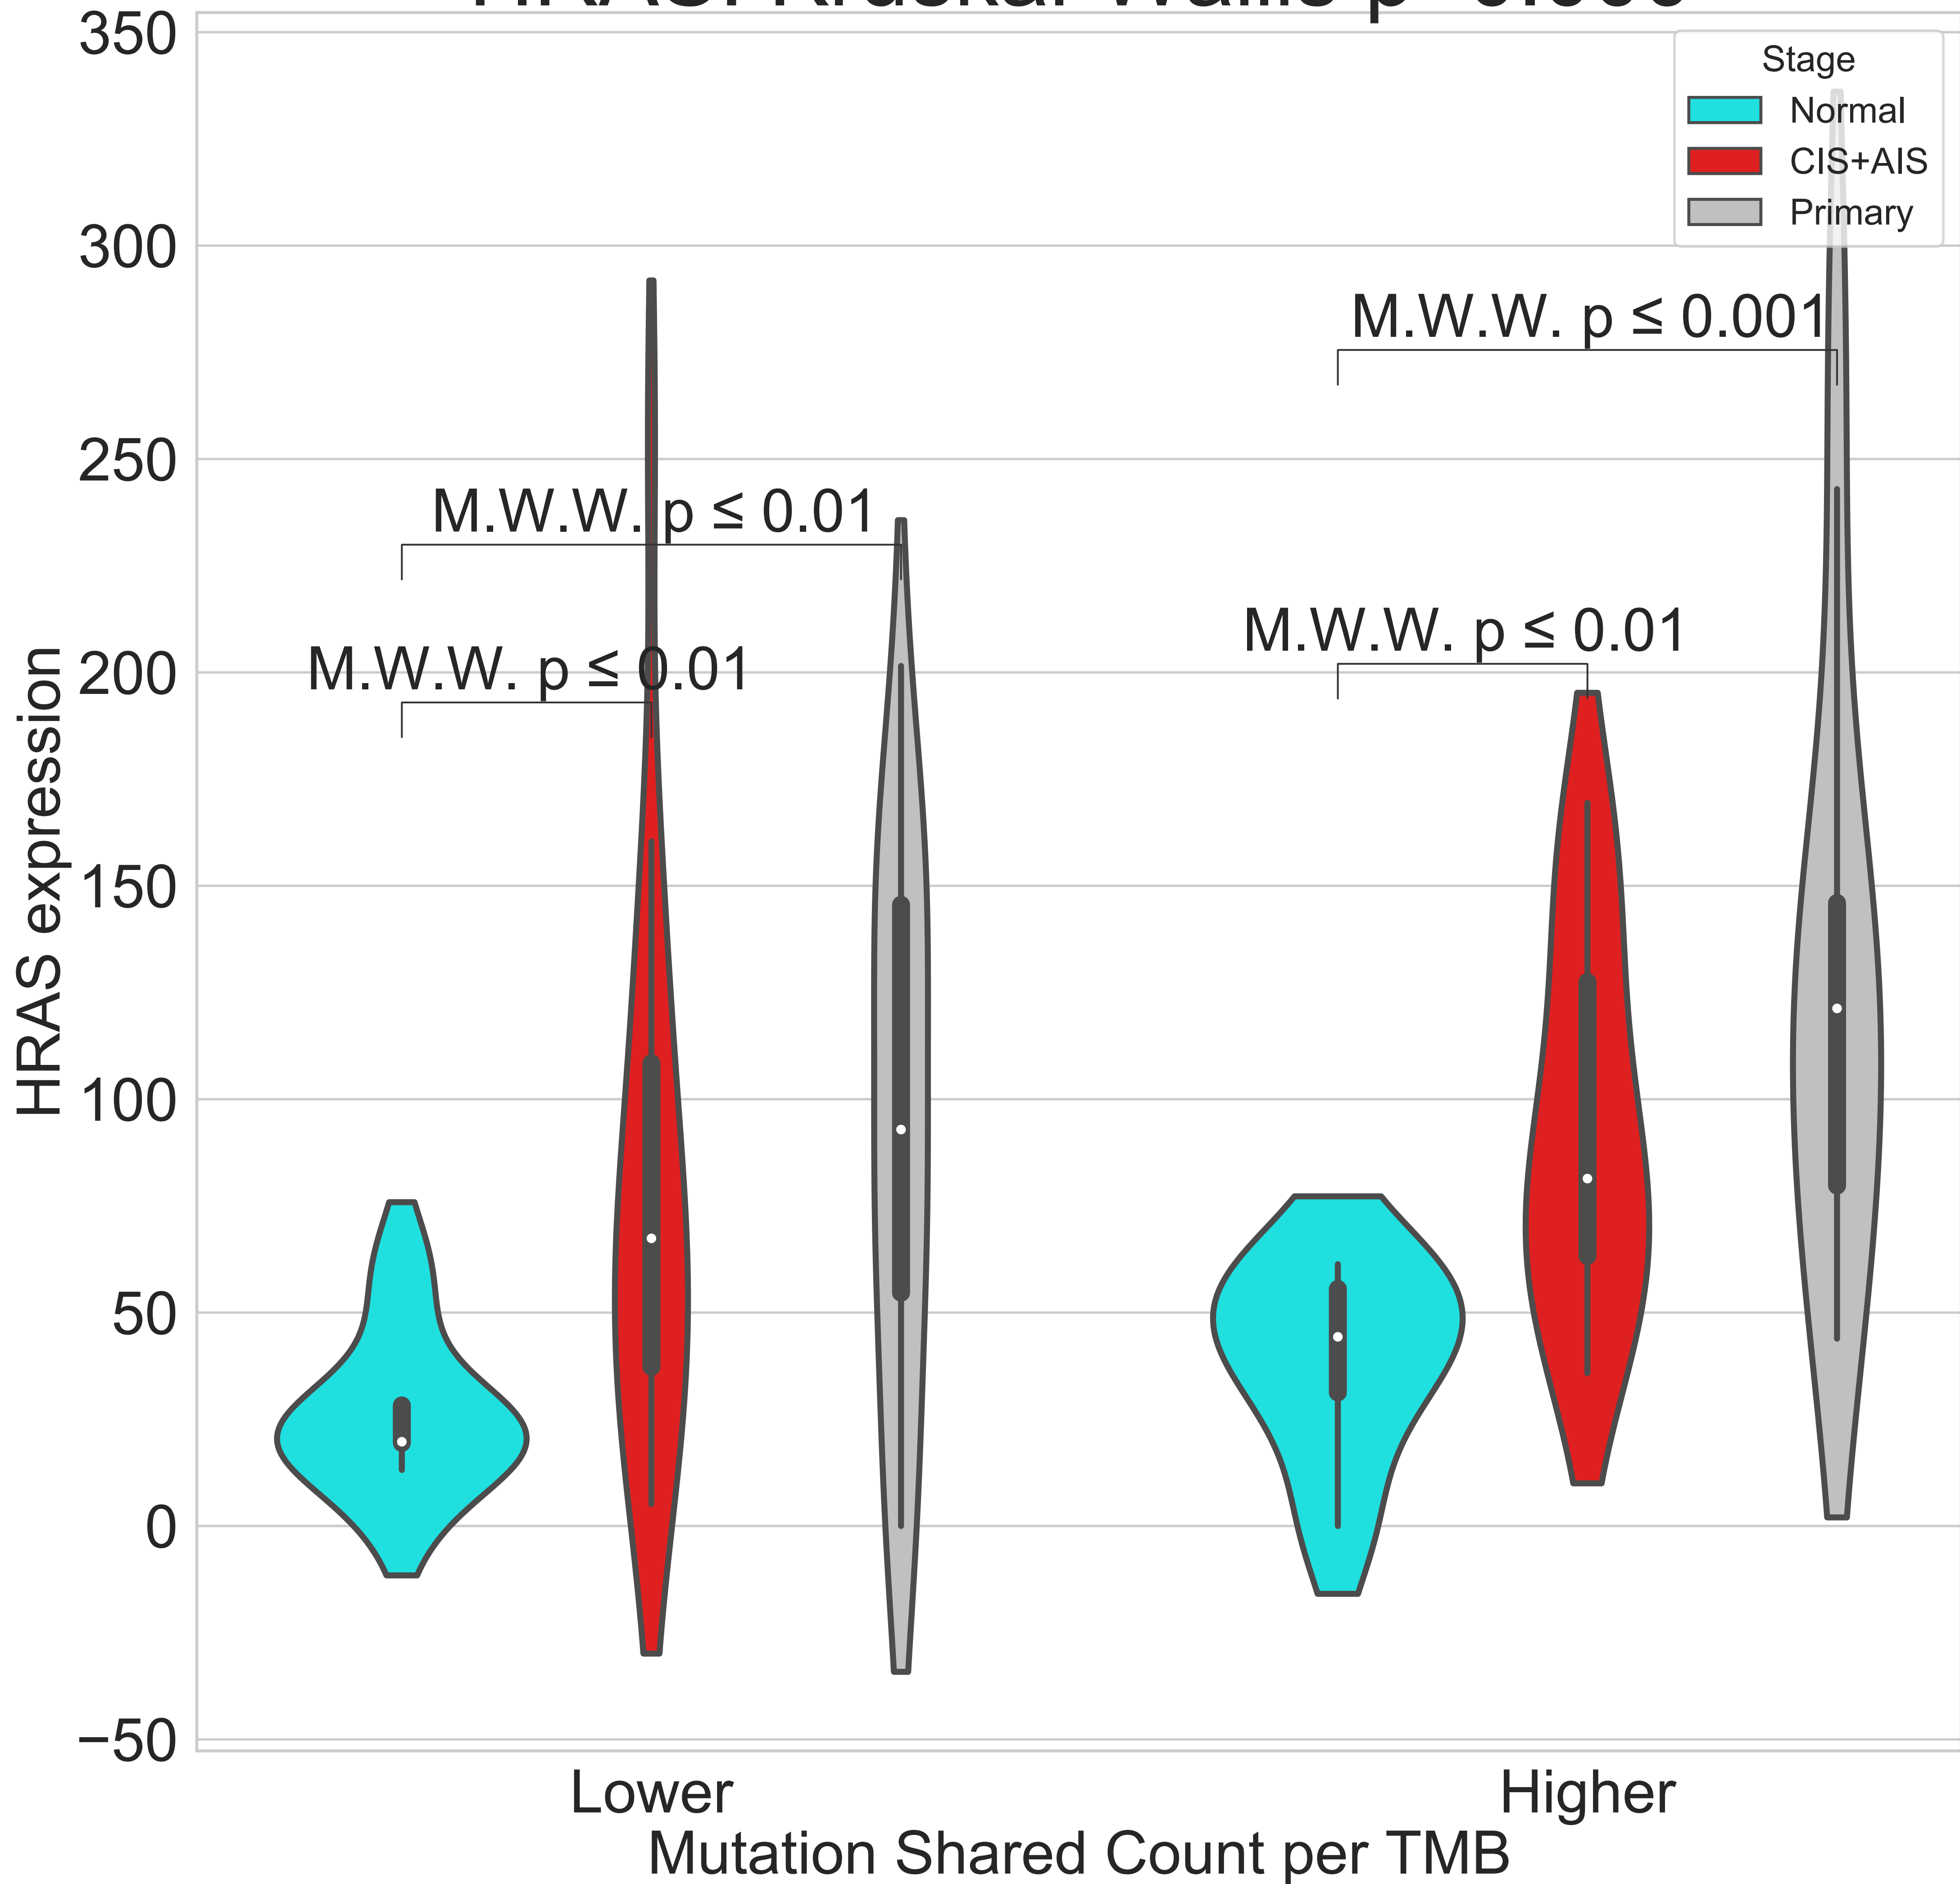 350
300
250
200
150
100
50
0
−50
HRAS expression
Stage
Normal
CIS+AIS
Primary
M.W.W. p ≤ 0.001
M.W.W. p ≤ 0.01
M.W.W. p ≤ 0.01
M.W.W. p ≤ 0.01
Lower
Higher
Mutation Shared Count per TMB